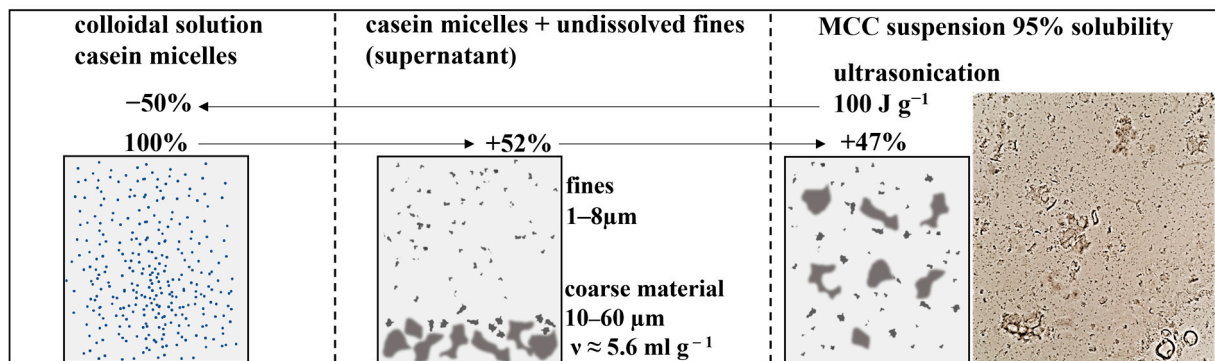 colloidal solution
casein micelles
−50%
100%
casein micelles + undissolved fines
(supernatant)
+52%
fines
1–8µm
coarse material
10–60 µm
ν ≈ 5.6 ml g⁻¹
MCC suspension 95% solubility
ultrasonication
100 J g⁻¹
+47%